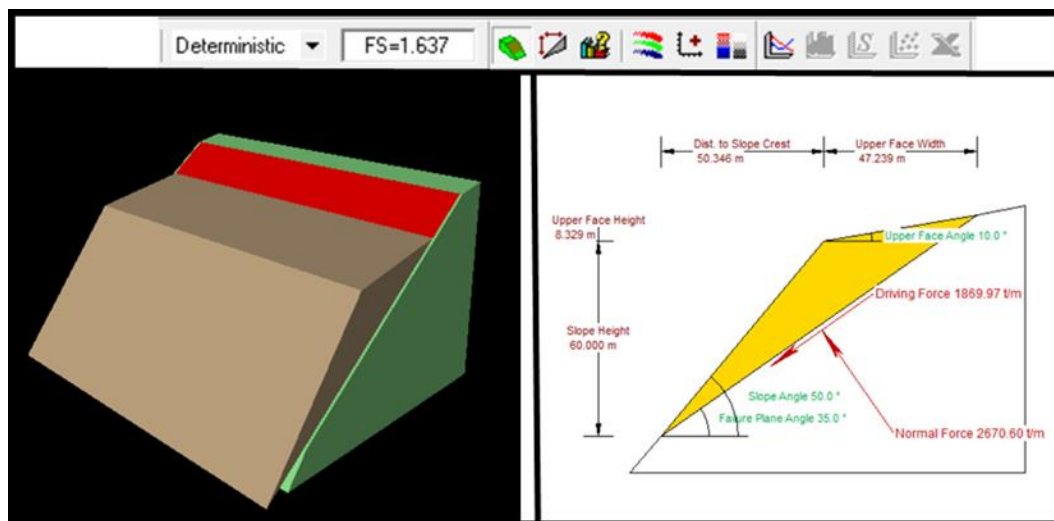 Deterministic
FS=1.637
S
Dist. to Slope Crest
50.346 m
Upper Face Width
47.239 m
Upper Face Height
8.329 m
Upper Face Angle 10.0 °
Driving Force 1869.97 t/m
Slope Height
60.000 m
Slope Angle 50.0 °
Failure Plane Angle 35.0 °
Normal Force 2670.60 t/m